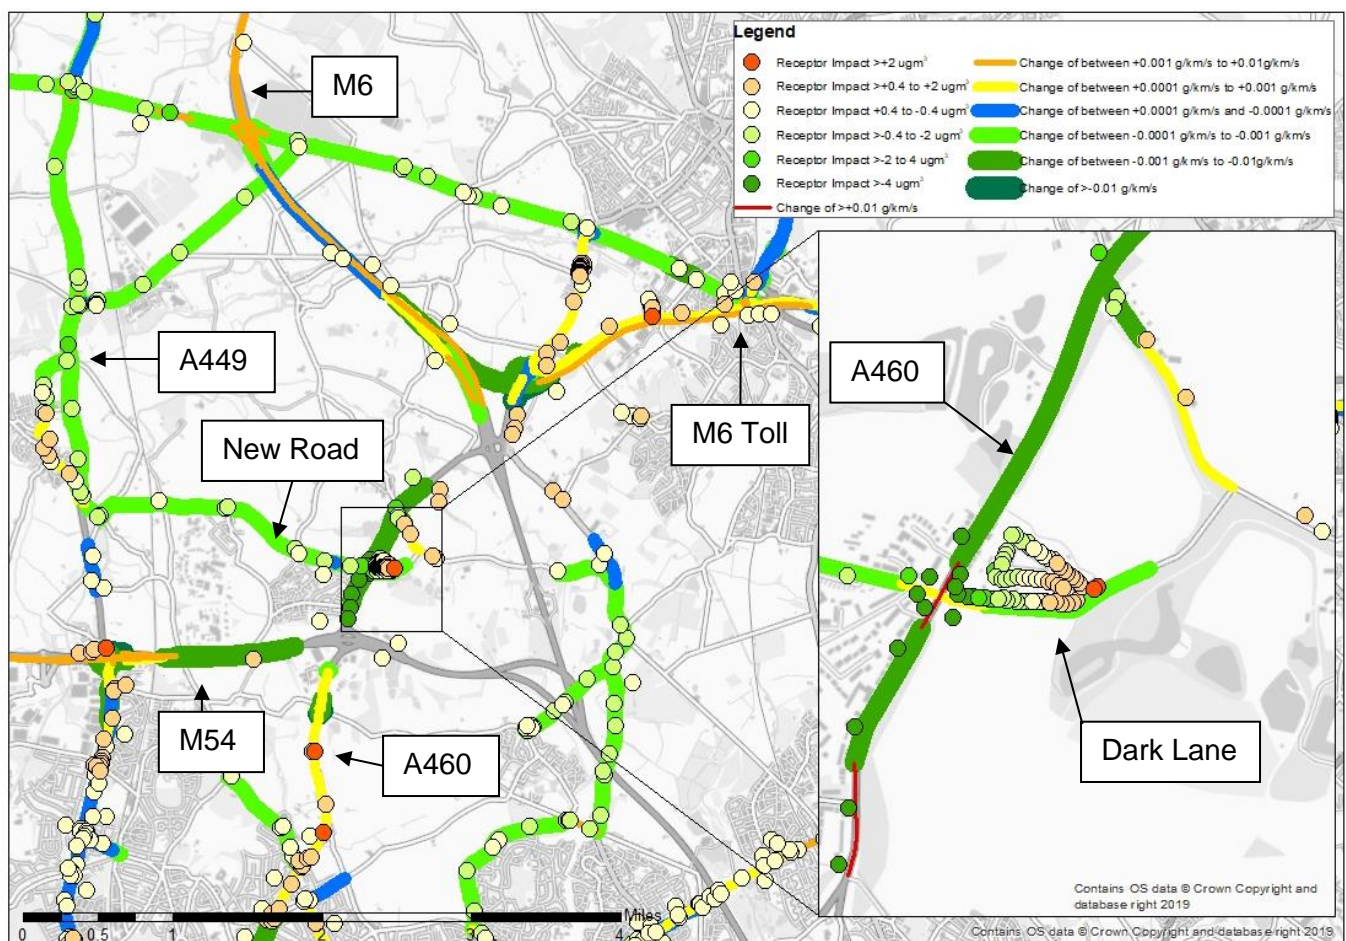 Legend
Receptor Impact >+2 ugm³
Change of between +0.001 g/km/s to +0.01g/km/s
Receptor Impact >+0.4 to +2 ugm³
Change of between +0.0001 g/km/s to +0.001 g/km/s
Receptor Impact +0.4 to -0.4 ugm³
Change of between +0.0001 g/km/s and -0.0001 g/km/s
Receptor Impact >-0.4 to -2 ugm³
Change of between -0.0001 g/km/s to -0.001 g/km/s
Receptor Impact >-2 to 4 ugm³
Change of between -0.001 g/km/s to -0.01g/km/s
Receptor Impact >-4 ugm³
Change of >-0.01 g/km/s
Change of >+0.01 g/km/s
M6
A449
New Road
M6 Toll
A460
M54
A460
Dark Lane
Contains OS data © Crown Copyright and
database right 2019
Miles
0 0.5 1 2 3 4
Contains OS data © Crown Copyright and database right 2019